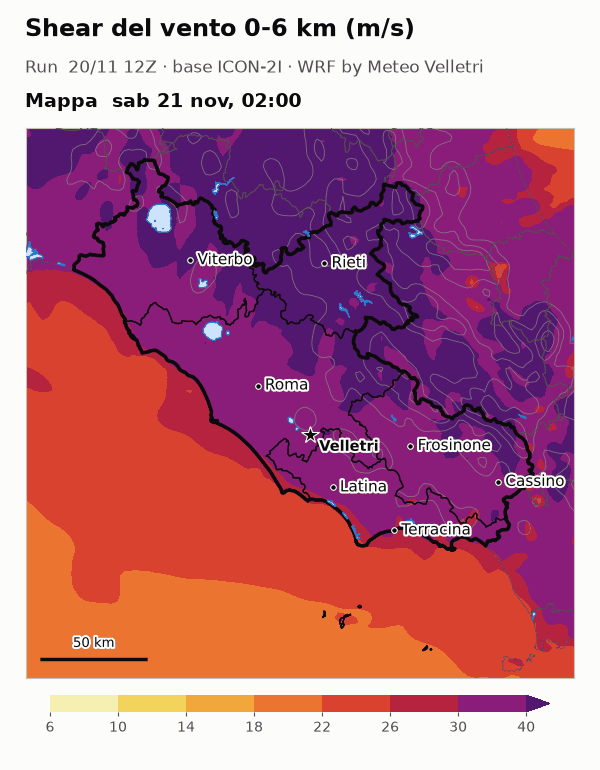 Shear del vento 0-6 km (m/s)
Run  20/11 12Z · base ICON-2I · WRF by Meteo Velletri
Mappa  sab 21 nov, 02:00
Viterbo
Rieti
Roma
Velletri
Frosinone
Cassino
Latina
Terracina
50 km
6 10 14 18 22 26 30 40